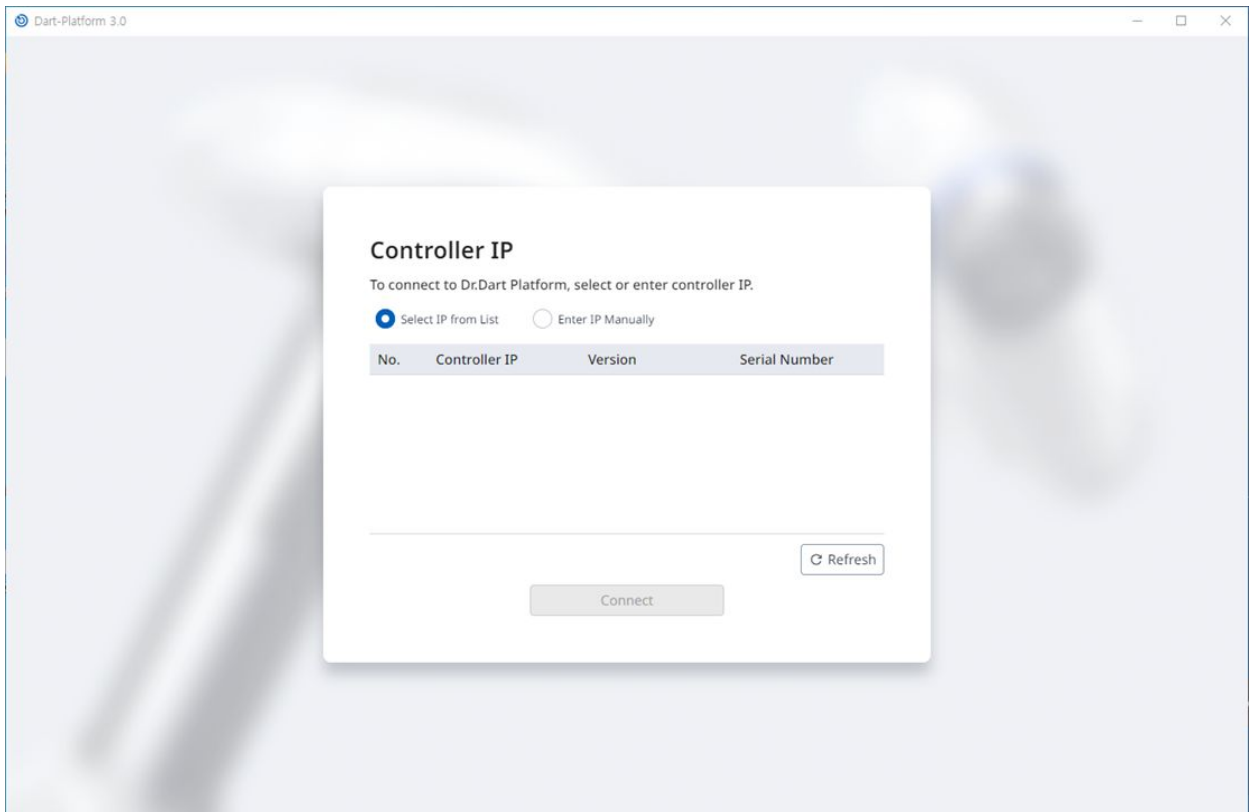 Dart-Platform 3.0
Controller IP
To connect to Dr.Dart Platform, select or enter controller IP.
Select IP from List Enter IP Manually
No. Controller IP Version Serial Number
Refresh
Connect